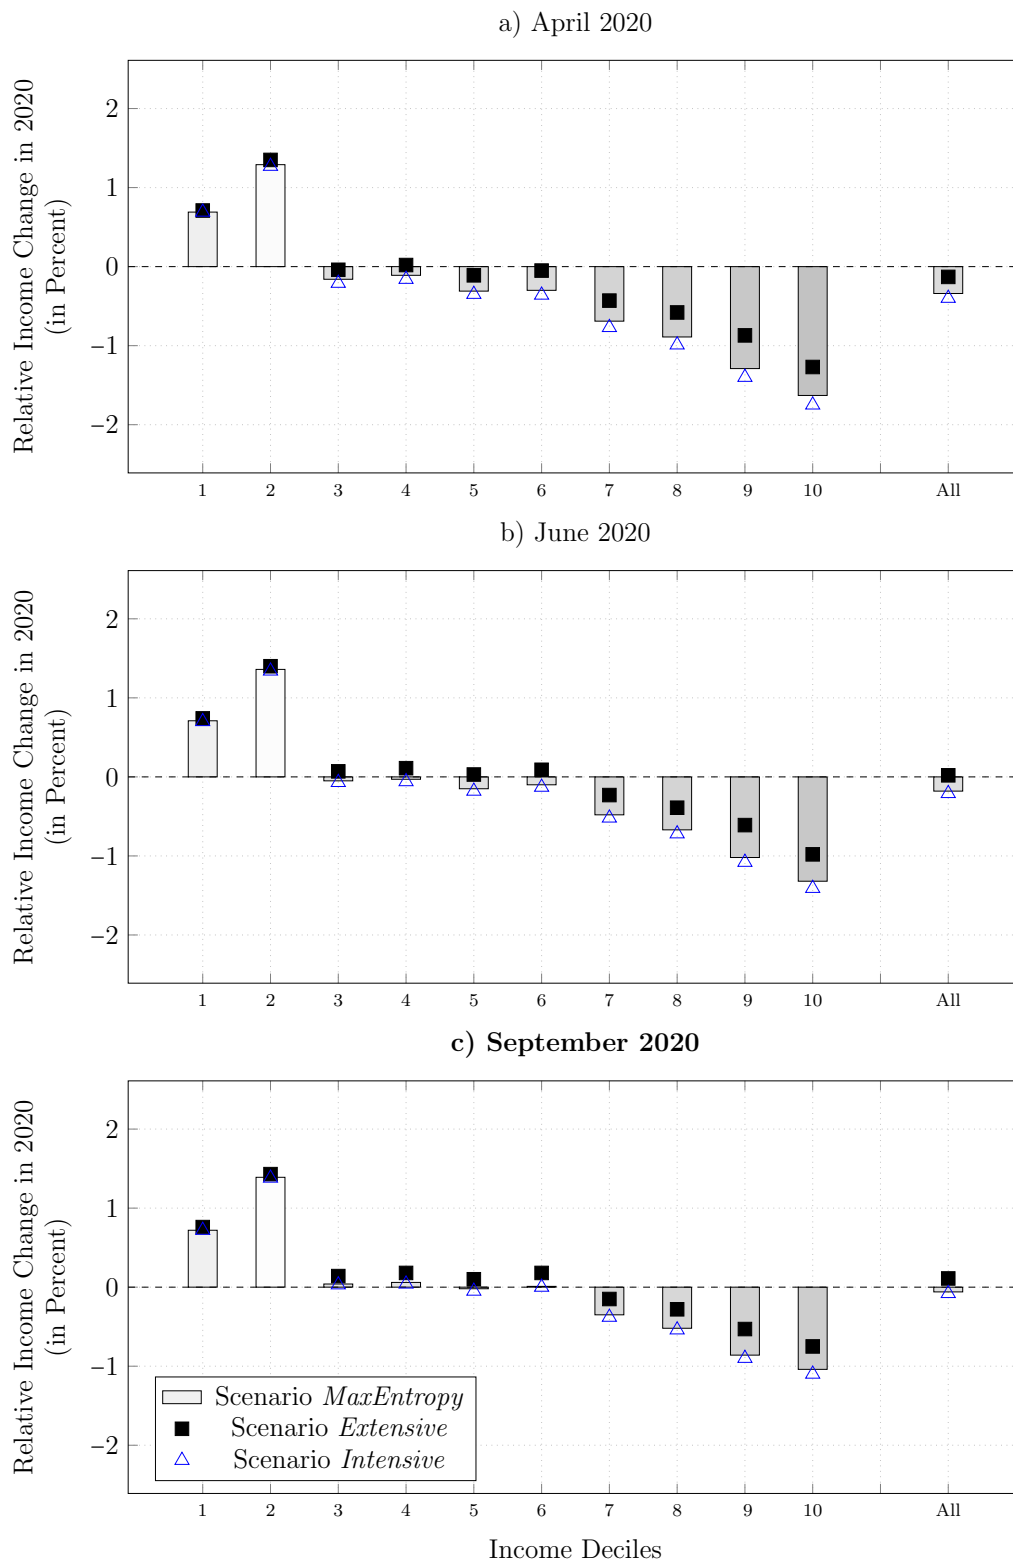 a) April 2020
Relative Income Change in 2020
(in Percent)
2
1
0
−1
−2
1 2 3 4 5 6 7 8 9 10 All
b) June 2020
Relative Income Change in 2020
(in Percent)
2
1
0
−1
−2
1 2 3 4 5 6 7 8 9 10 All
c) September 2020
Relative Income Change in 2020
(in Percent)
2
1
0
−1
−2
Scenario MaxEntropy
Scenario Extensive
Scenario Intensive
1 2 3 4 5 6 7 8 9 10 All
Income Deciles